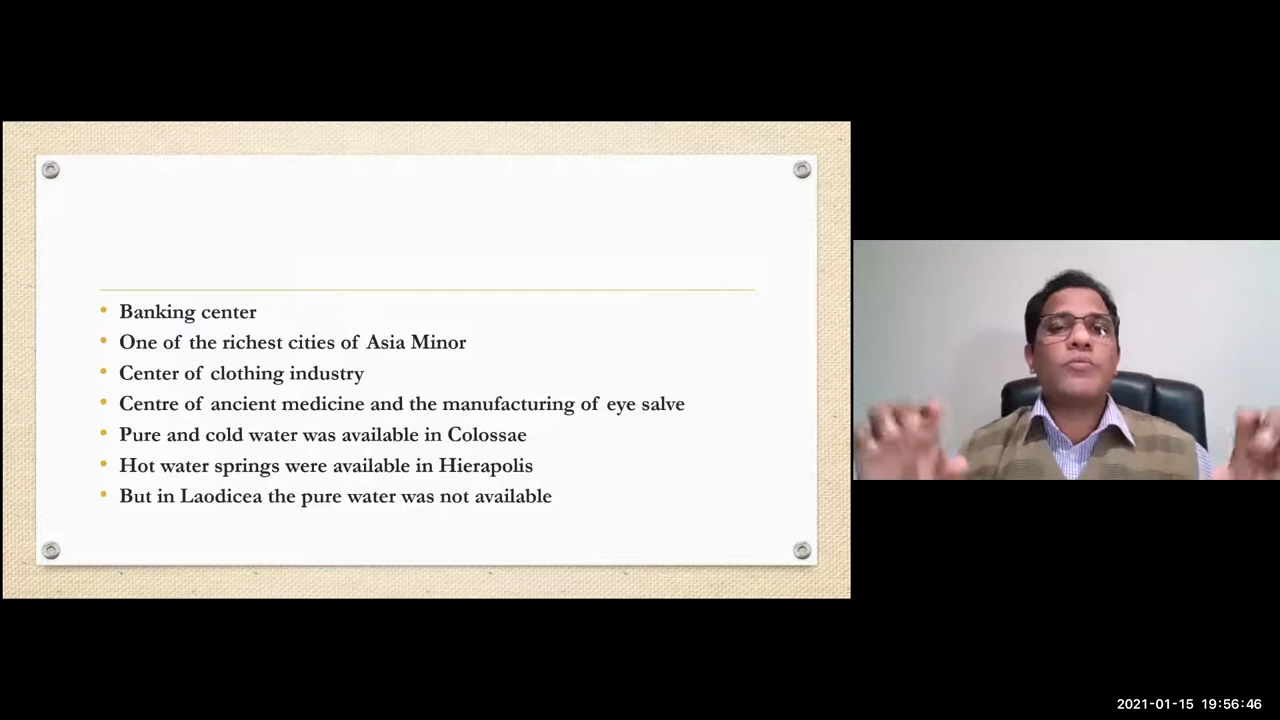 Banking center
One of the richest cities of Asia Minor
Center of clothing industry
Centre of ancient medicine and the manufacturing of eye salve
Pure and cold water was available in Colossae
Hot water springs were available in Hierapolis
But in Laodicea the pure water was not available
2021-01-15 19:56:46